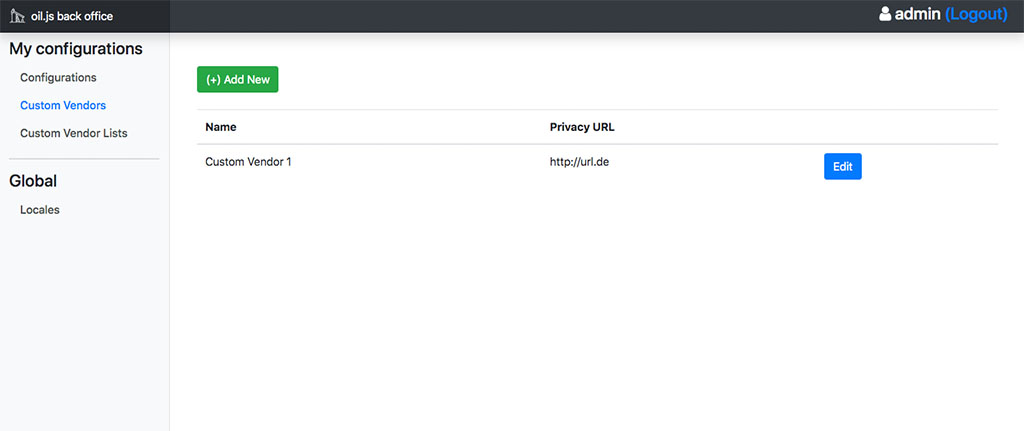 oil.js back office
admin (Logout)
My configurations
Configurations
Custom Vendors
Custom Vendor Lists
Global
Locales
(+) Add New
Name Privacy URL
Custom Vendor 1 http://url.de Edit